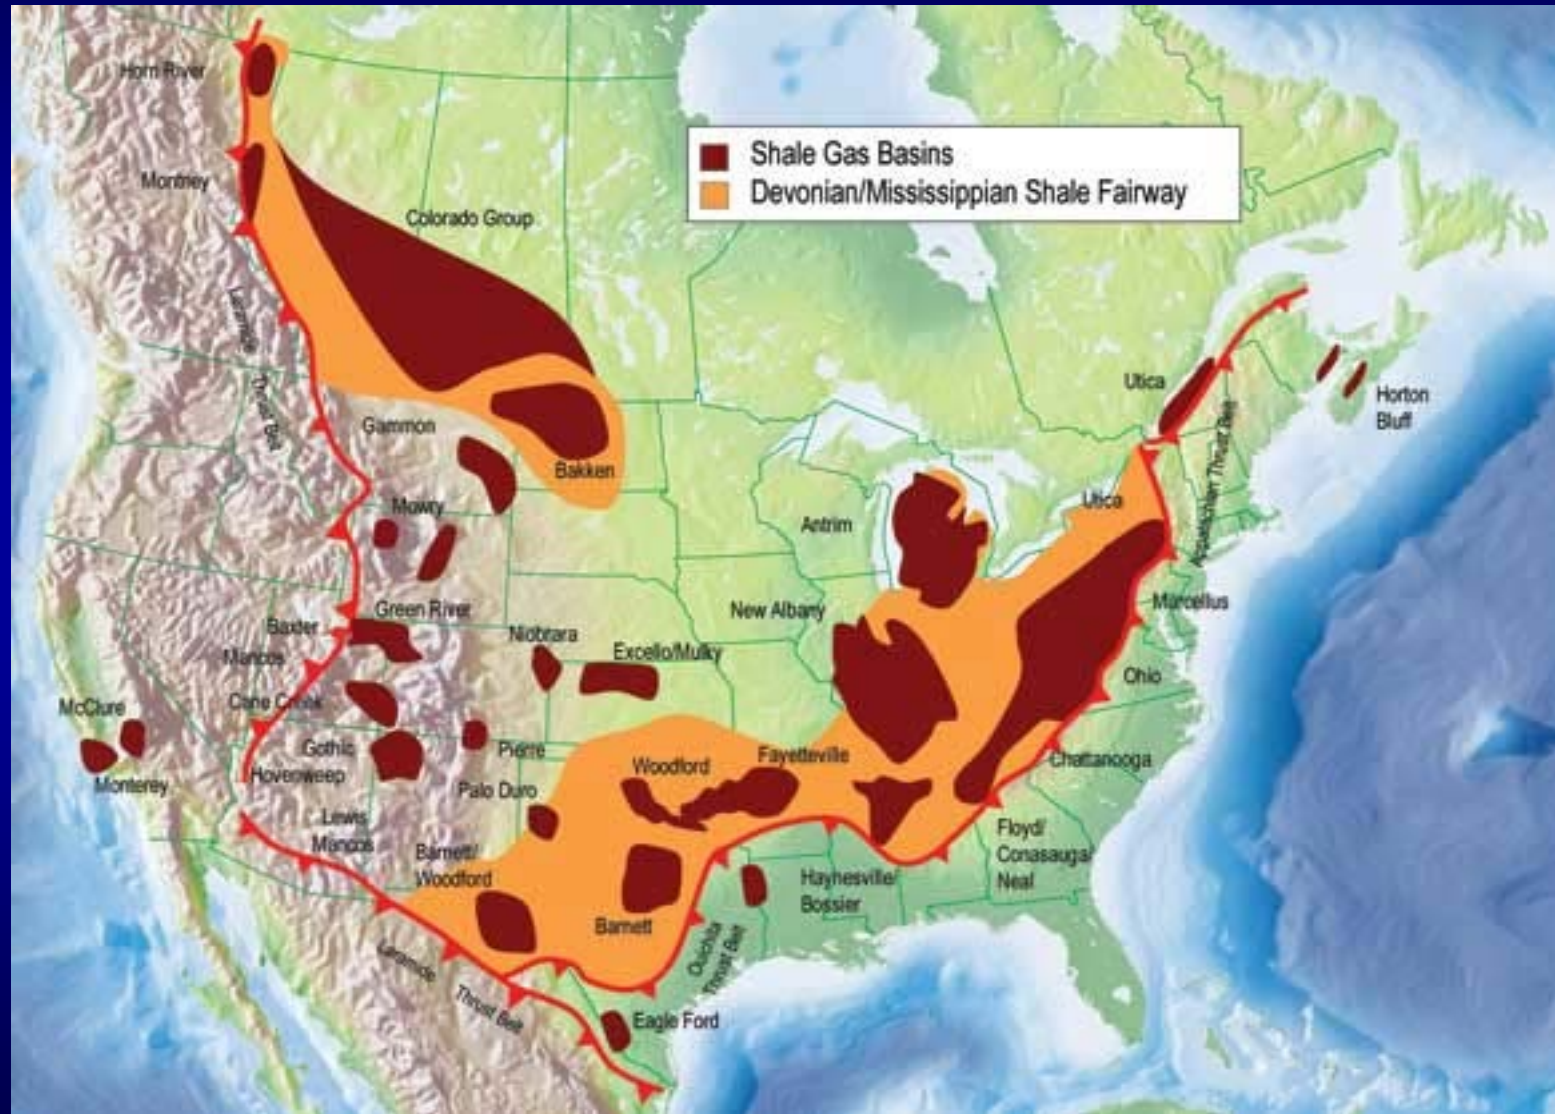 Shale Gas Basins
Devonian/Mississippian Shale Fairway
Horn River
Montney
Colorado Group
Laramide
Thrust Belt
Gammon
Bakken
Mowry
Utica
Horton
Bluff
Appalachian Thrust Belt
Utica
Antrim
Green River
Baxter
Mancos
Niobrara
Excello/Mulky
New Albany
Marcellus
Ohio
McClure
Cane Creek
Monterey
Gothic
Hovenweep
Pierre
Palo Duro
Woodford
Fayetteville
Chattanooga
Lewis
Mancos
Barnett/
Woodford
Barnett
Haynesville/
Bossier
Floyd/
Conasauga/
Neal
Ouchita
Thrust Belt
Laramide
Thrust Belt
Eagle Ford